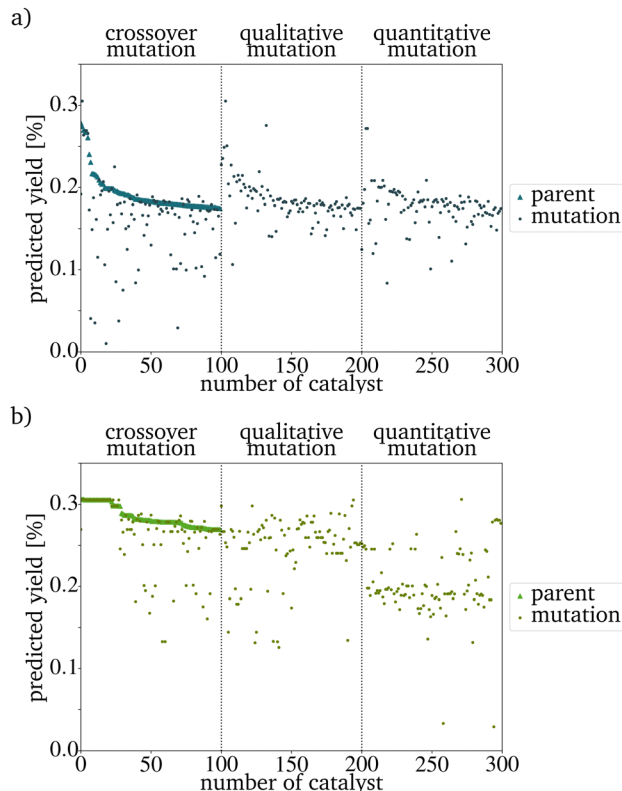 a)
crossover qualitative quantitative
mutation mutation mutation
predicted yield [%]
0.3
0.2
0.1
0.0
0 50 100 150 200 250 300
number of catalyst
parent
mutation
b)
crossover qualitative quantitative
mutation mutation mutation
predicted yield [%]
0.3
0.2
0.1
0.0
0 50 100 150 200 250 300
number of catalyst
parent
mutation